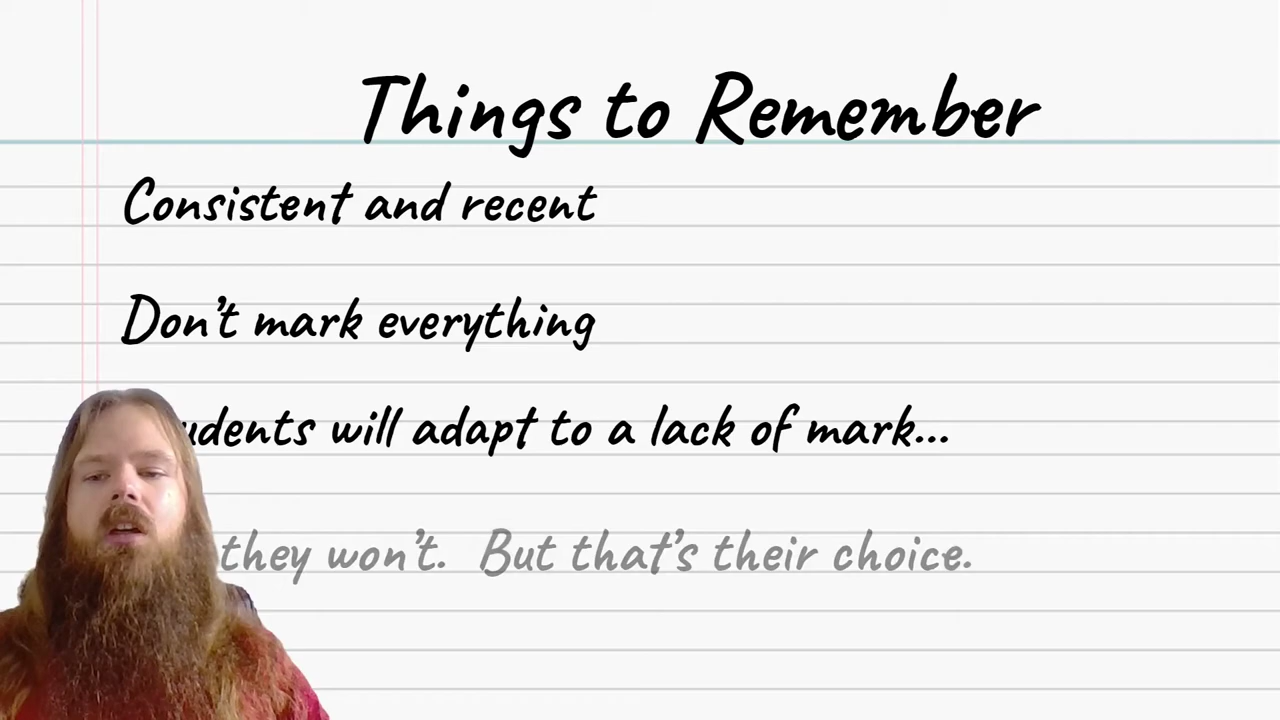 Things to Remember
Consistent and recent
Don't mark everything
will adapt to a lack of mark...
they won't. But that's their choice.